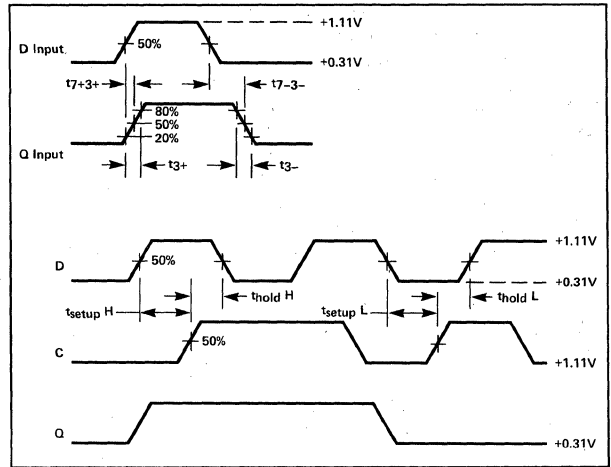 +1.11V
D Input
50%
+0.31V
t7+3+
t7–3–
80%
50%
20%
Q Input
t3+
t3–
D
50%
+1.11V
+0.31V
tsetup H
thold H
tsetup L
thold L
C
50%
+1.11V
Q
+0.31V